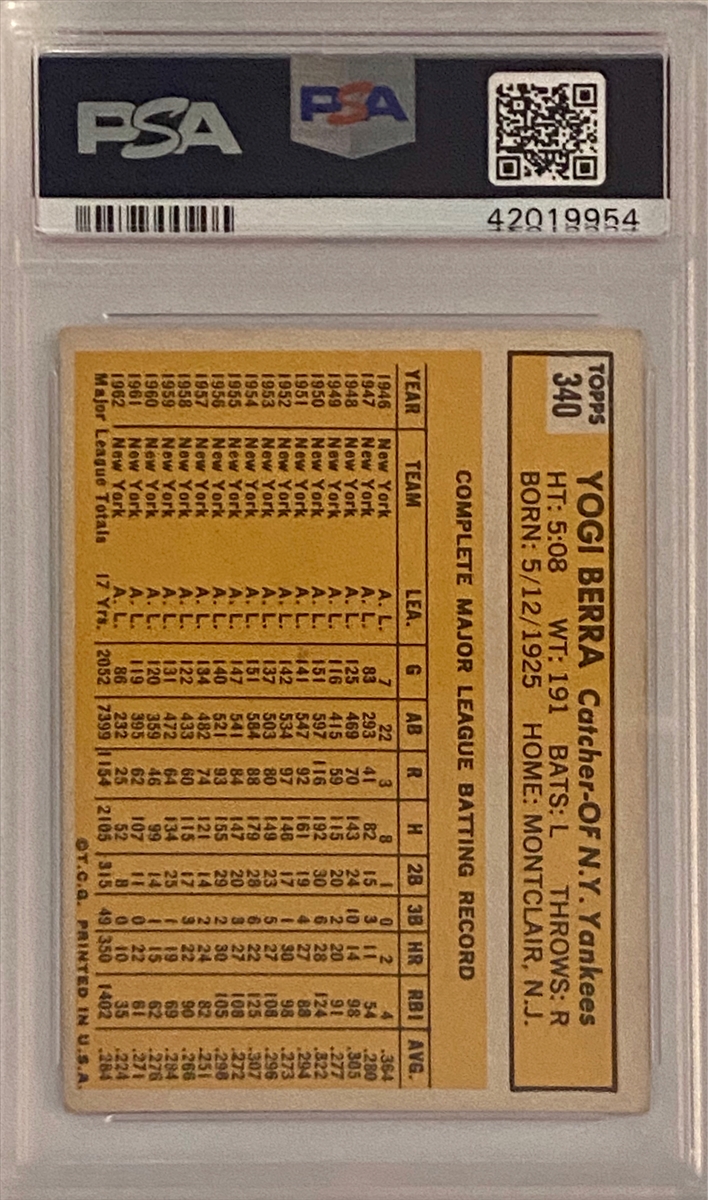 PSA
PSA
42019954
TOPPS
340
YOGI BERRA Catcher-OF N.Y. Yankees
HT: 5:08 WT: 191 BATS: L THROWS: R
BORN: 5/12/1925 HOME: MONTCLAIR, N.J.
COMPLETE MAJOR LEAGUE BATTING RECORD
YEAR TEAM LEA. G AB R H 2B 3B HR RBI AVG.
1946 New York A. L. 7 22 3 8 1 0 2 4 .364
1947 New York A. L. 83 293 41 82 15 3 11 54 .280
1948 New York A. L. 125 469 70 143 24 10 14 98 .305
1949 New York A. L. 116 415 59 115 20 2 20 91 .277
1950 New York A. L. 151 597 116 192 30 6 28 124 .322
1951 New York A. L. 141 547 92 161 19 4 27 88 .294
1952 New York A. L. 142 534 97 146 17 1 30 98 .273
1953 New York A. L. 137 503 80 149 23 5 27 108 .296
1954 New York A. L. 151 584 88 179 28 6 22 125 .307
1955 New York A. L. 147 541 84 147 20 3 27 108 .272
1956 New York A. L. 140 521 93 155 29 2 30 105 .298
1957 New York A. L. 134 482 74 121 14 2 24 82 .251
1958 New York A. L. 122 433 60 115 17 3 22 90 .266
1959 New York A. L. 131 472 64 134 25 1 19 69 .284
1960 New York A. L. 120 359 46 99 14 1 15 62 .276
1961 New York A. L. 119 395 62 107 11 0 22 61 .271
1962 New York A. L. 86 232 25 52 8 0 10 35 .224
Major League Totals 17 Yrs. 2052 7399 1154 2105 315 49 350 1402 .284
©T.C.G. PRINTED IN U.S.A.